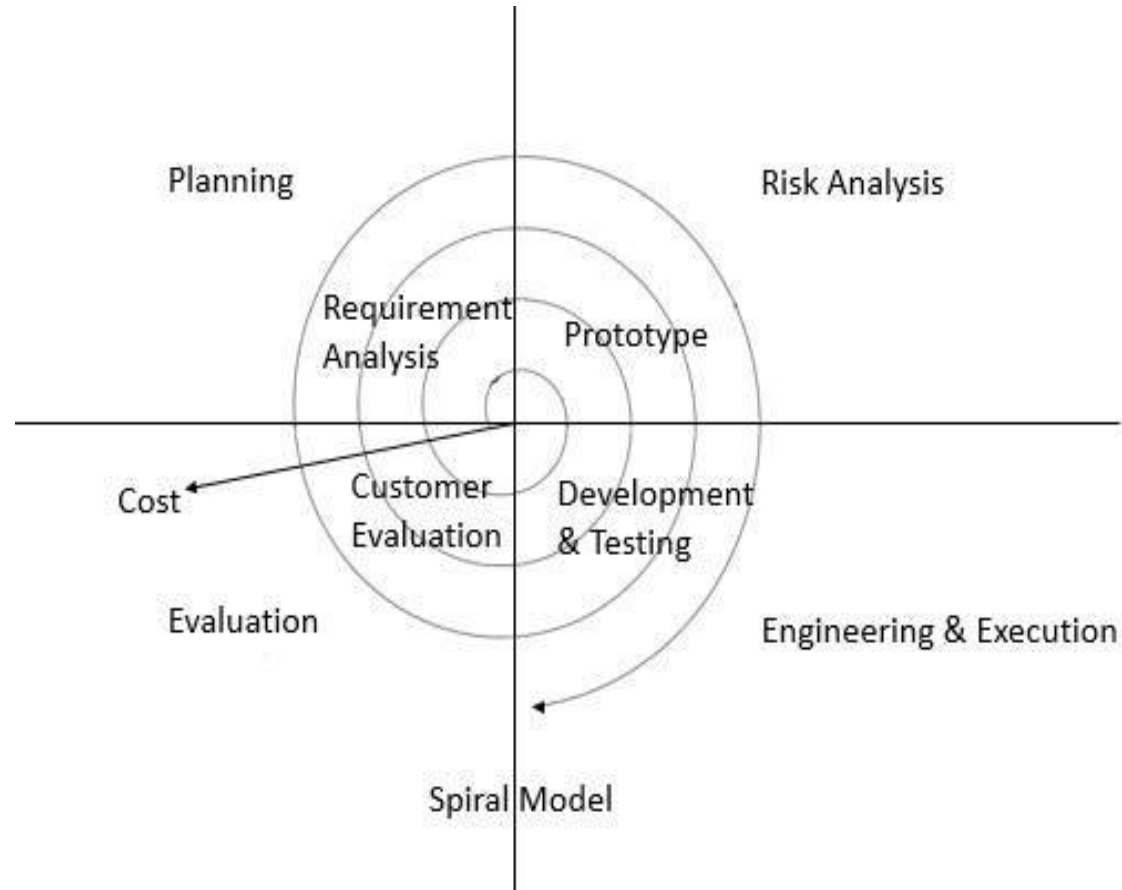 Planning
Risk Analysis
Requirement
Analysis
Prototype
Cost
Customer
Evaluation
Development
& Testing
Evaluation
Engineering & Execution
Spiral Model